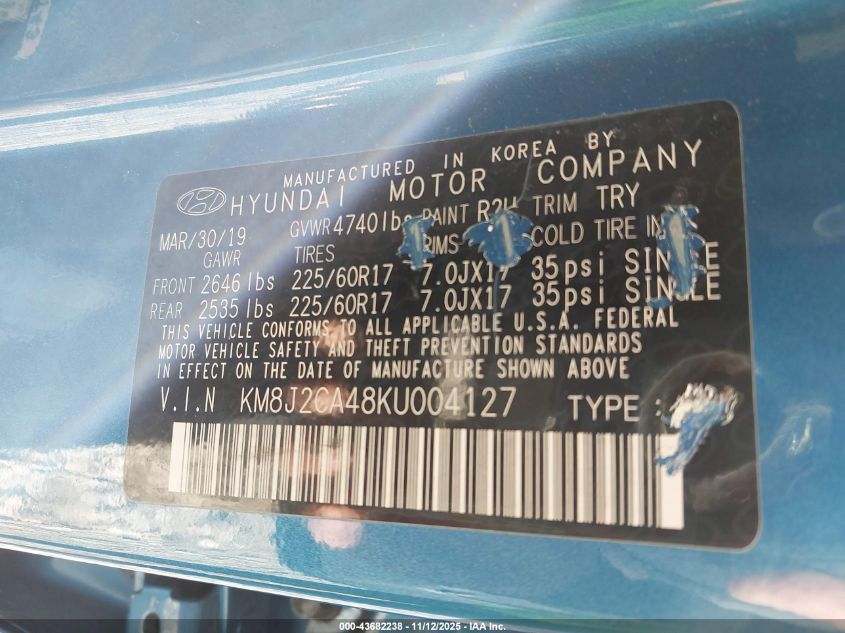 MANUFACTURED IN KOREA BY
HYUNDAI MOTOR COMPANY
MAR/30/19 GVWR 4740lbs PAINT R2H TRIM TRY
GAWR TIRES RIMS COLD TIRE
FRONT 2646 lbs 225/60R17 7.0JX17 35psi SINGLE
REAR 2535 lbs 225/60R17 7.0JX17 35psi SINGLE
THIS VEHICLE CONFORMS TO ALL APPLICABLE U.S.A. FEDERAL
MOTOR VEHICLE SAFETY AND THEFT PREVENTION STANDARDS
IN EFFECT ON THE DATE OF MANUFACTURE SHOWN ABOVE
V.I.N KM8J2CA48KU004127 TYPE :
000-43682238 - 11/12/2025 - IAA Inc.